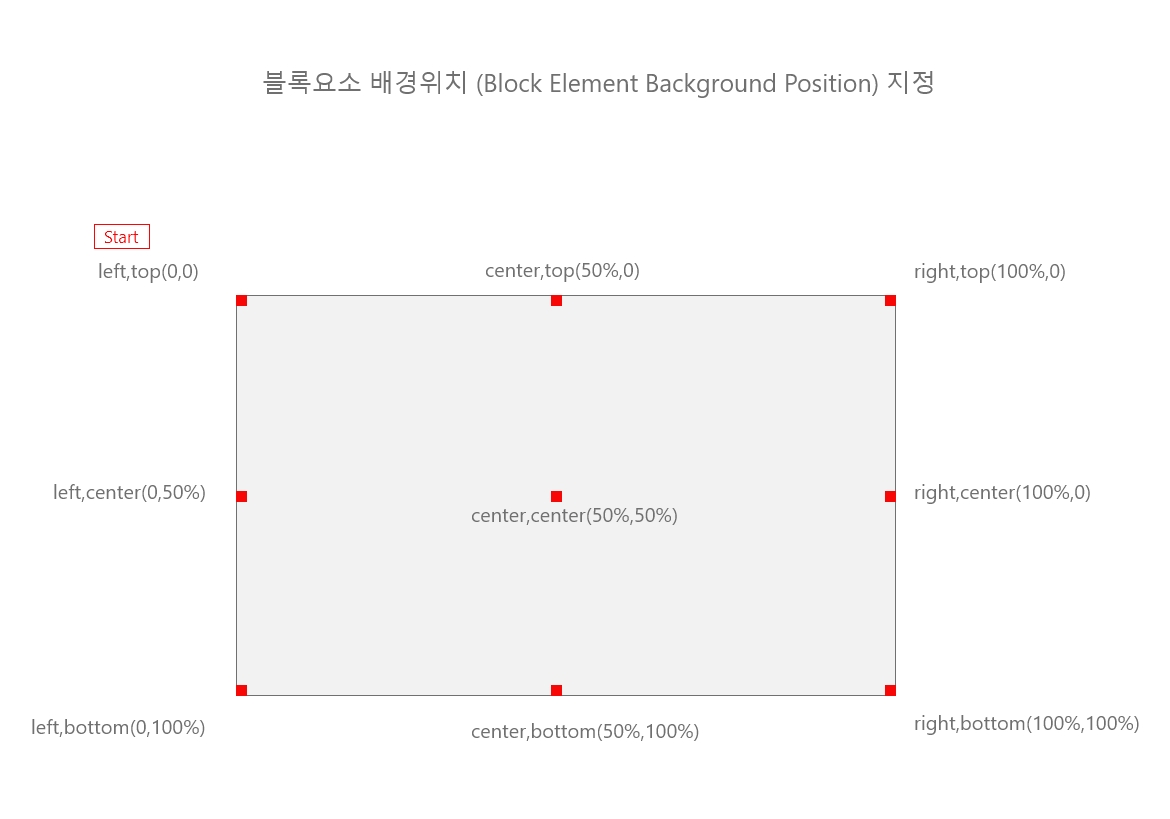 블록요소 배경위치 (Block Element Background Position) 지정
Start
left,top(0,0)
center,top(50%,0)
right,top(100%,0)
left,center(0,50%)
center,center(50%,50%)
right,center(100%,0)
left,bottom(0,100%)
center,bottom(50%,100%)
right,bottom(100%,100%)